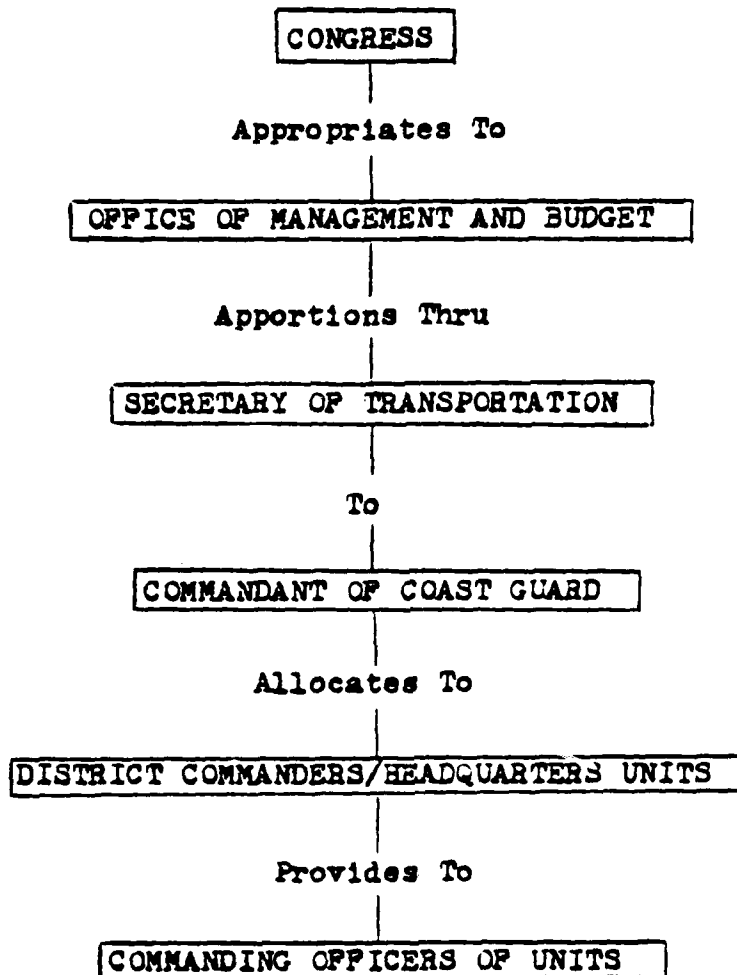 CONGRESS
Appropriates To
OFFICE OF MANAGEMENT AND BUDGET
Apportions Thru
SECRETARY OF TRANSPORTATION
To
COMMANDANT OF COAST GUARD
Allocates To
DISTRICT COMMANDERS/HEADQUARTERS UNITS
Provides To
COMMANDING OFFICERS OF UNITS